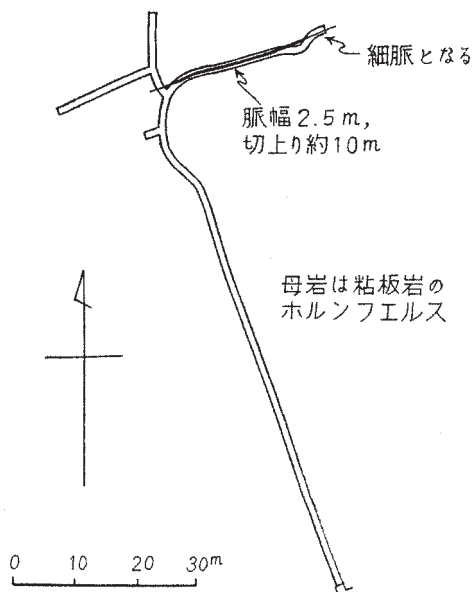 細脈となる
脈幅2.5m,
切上り約10m
母岩は粘板岩の
ホルンフエルス
0 10 20 30m